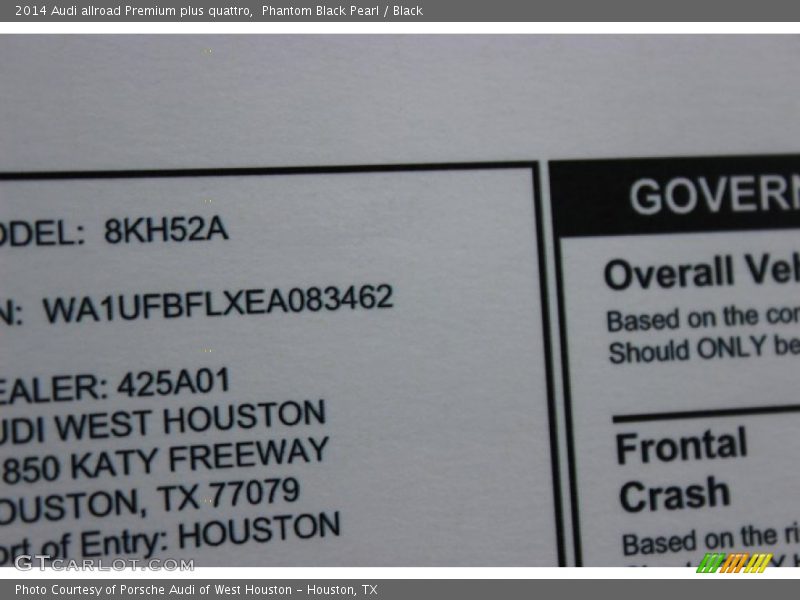 2014 Audi allroad Premium plus quattro,  Phantom Black Pearl / Black
ODEL: 8KH52A
N: WA1UFBFLXEA083462
EALER: 425A01
UDI WEST HOUSTON
850 KATY FREEWAY
OUSTON, TX 77079
ort of Entry: HOUSTON
GOVERN
Overall Veh
Based on the con
Should ONLY be
Frontal
Crash
Based on the ri
GTcarlot.com
Photo Courtesy of Porsche Audi of West Houston - Houston, TX